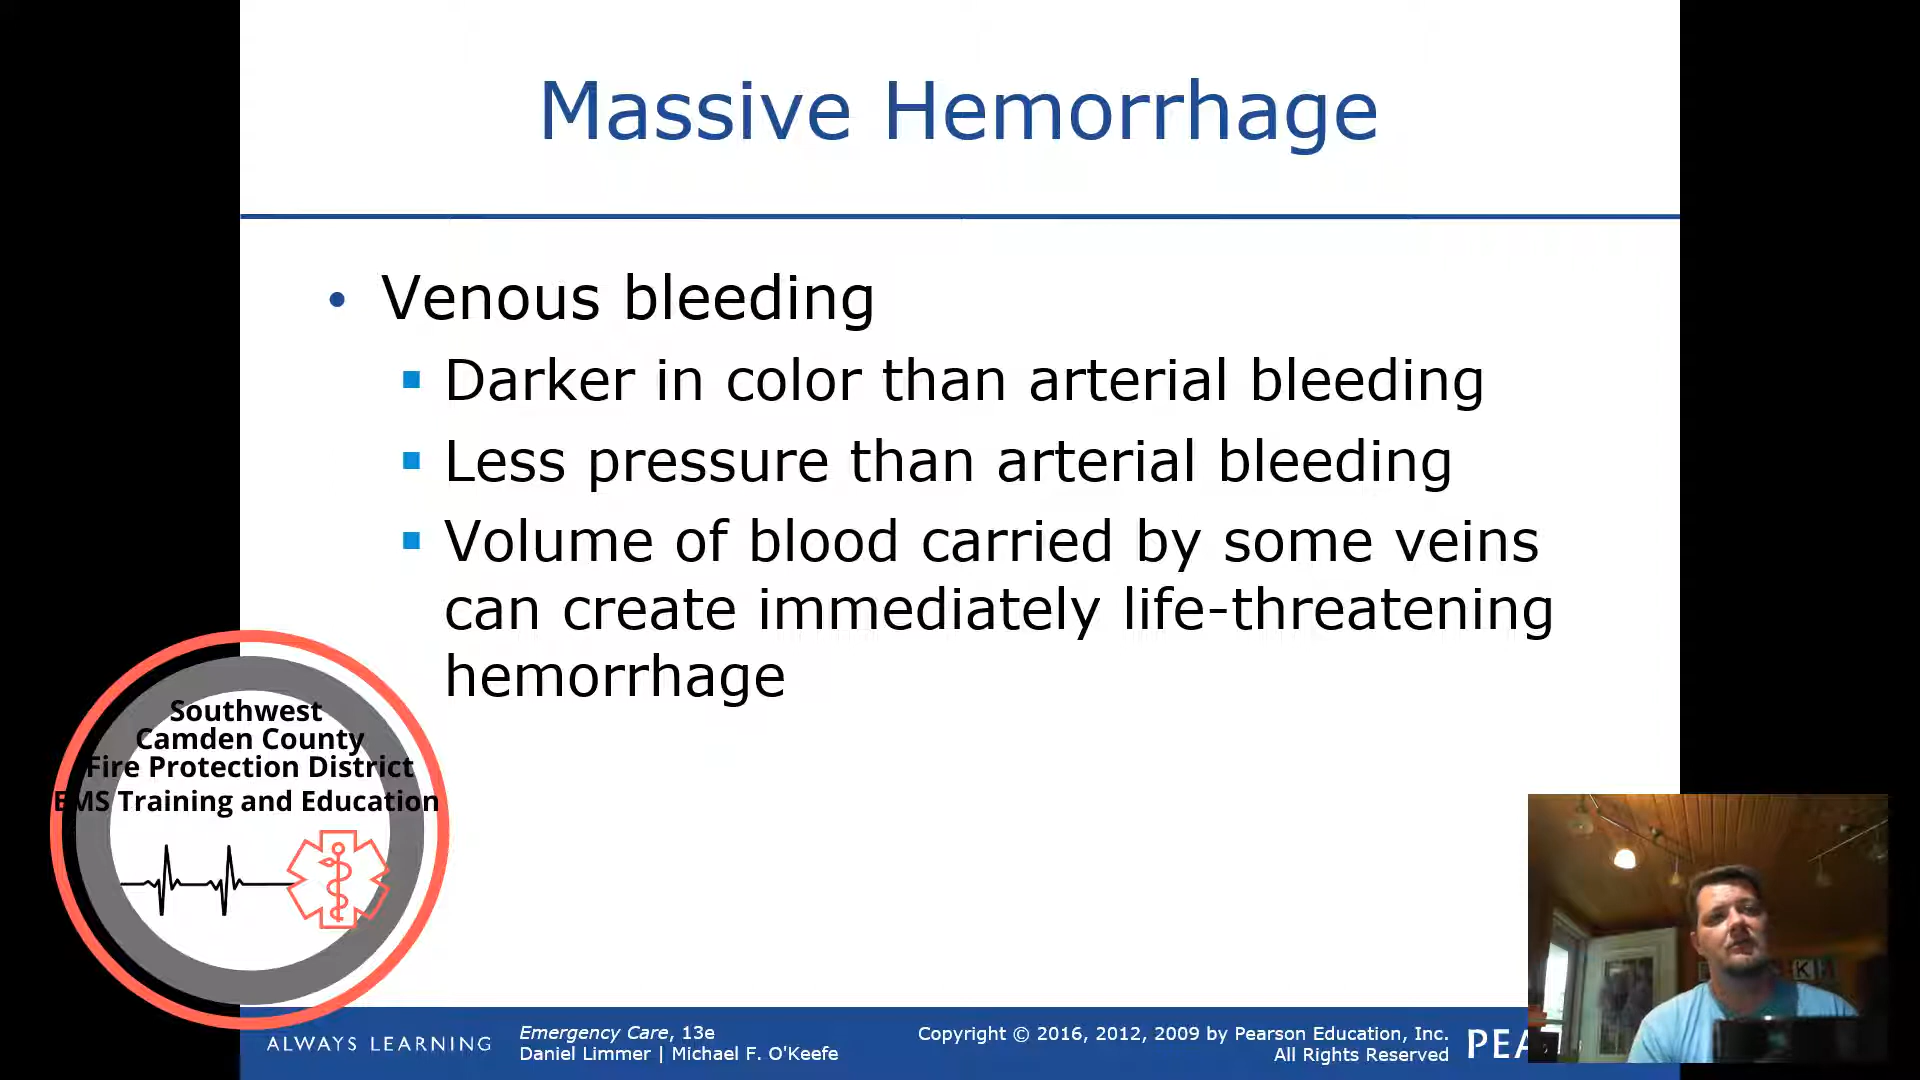 Massive Hemorrhage
• Venous bleeding
▪ Darker in color than arterial bleeding
▪ Less pressure than arterial bleeding
▪ Volume of blood carried by some veins
can create immediately life-threatening
hemorrhage
Southwest
Camden County
Fire Protection District
EMS Training and Education
ALWAYS LEARNING
Emergency Care, 13e
Daniel Limmer | Michael F. O'Keefe
Copyright © 2016, 2012, 2009 by Pearson Education, Inc.
All Rights Reserved